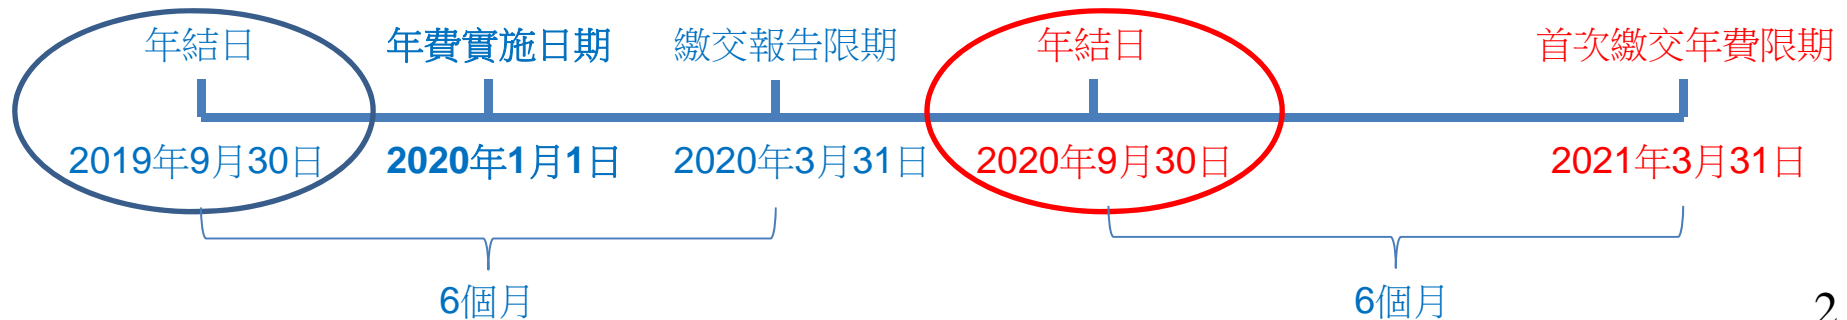 年結日 年費實施日期 繳交報告限期 年結日 首次繳交年費限期
2019年9月30日 2020年1月1日 2020年3月31日 2020年9月30日 2021年3月31日
6個月 6個月
2